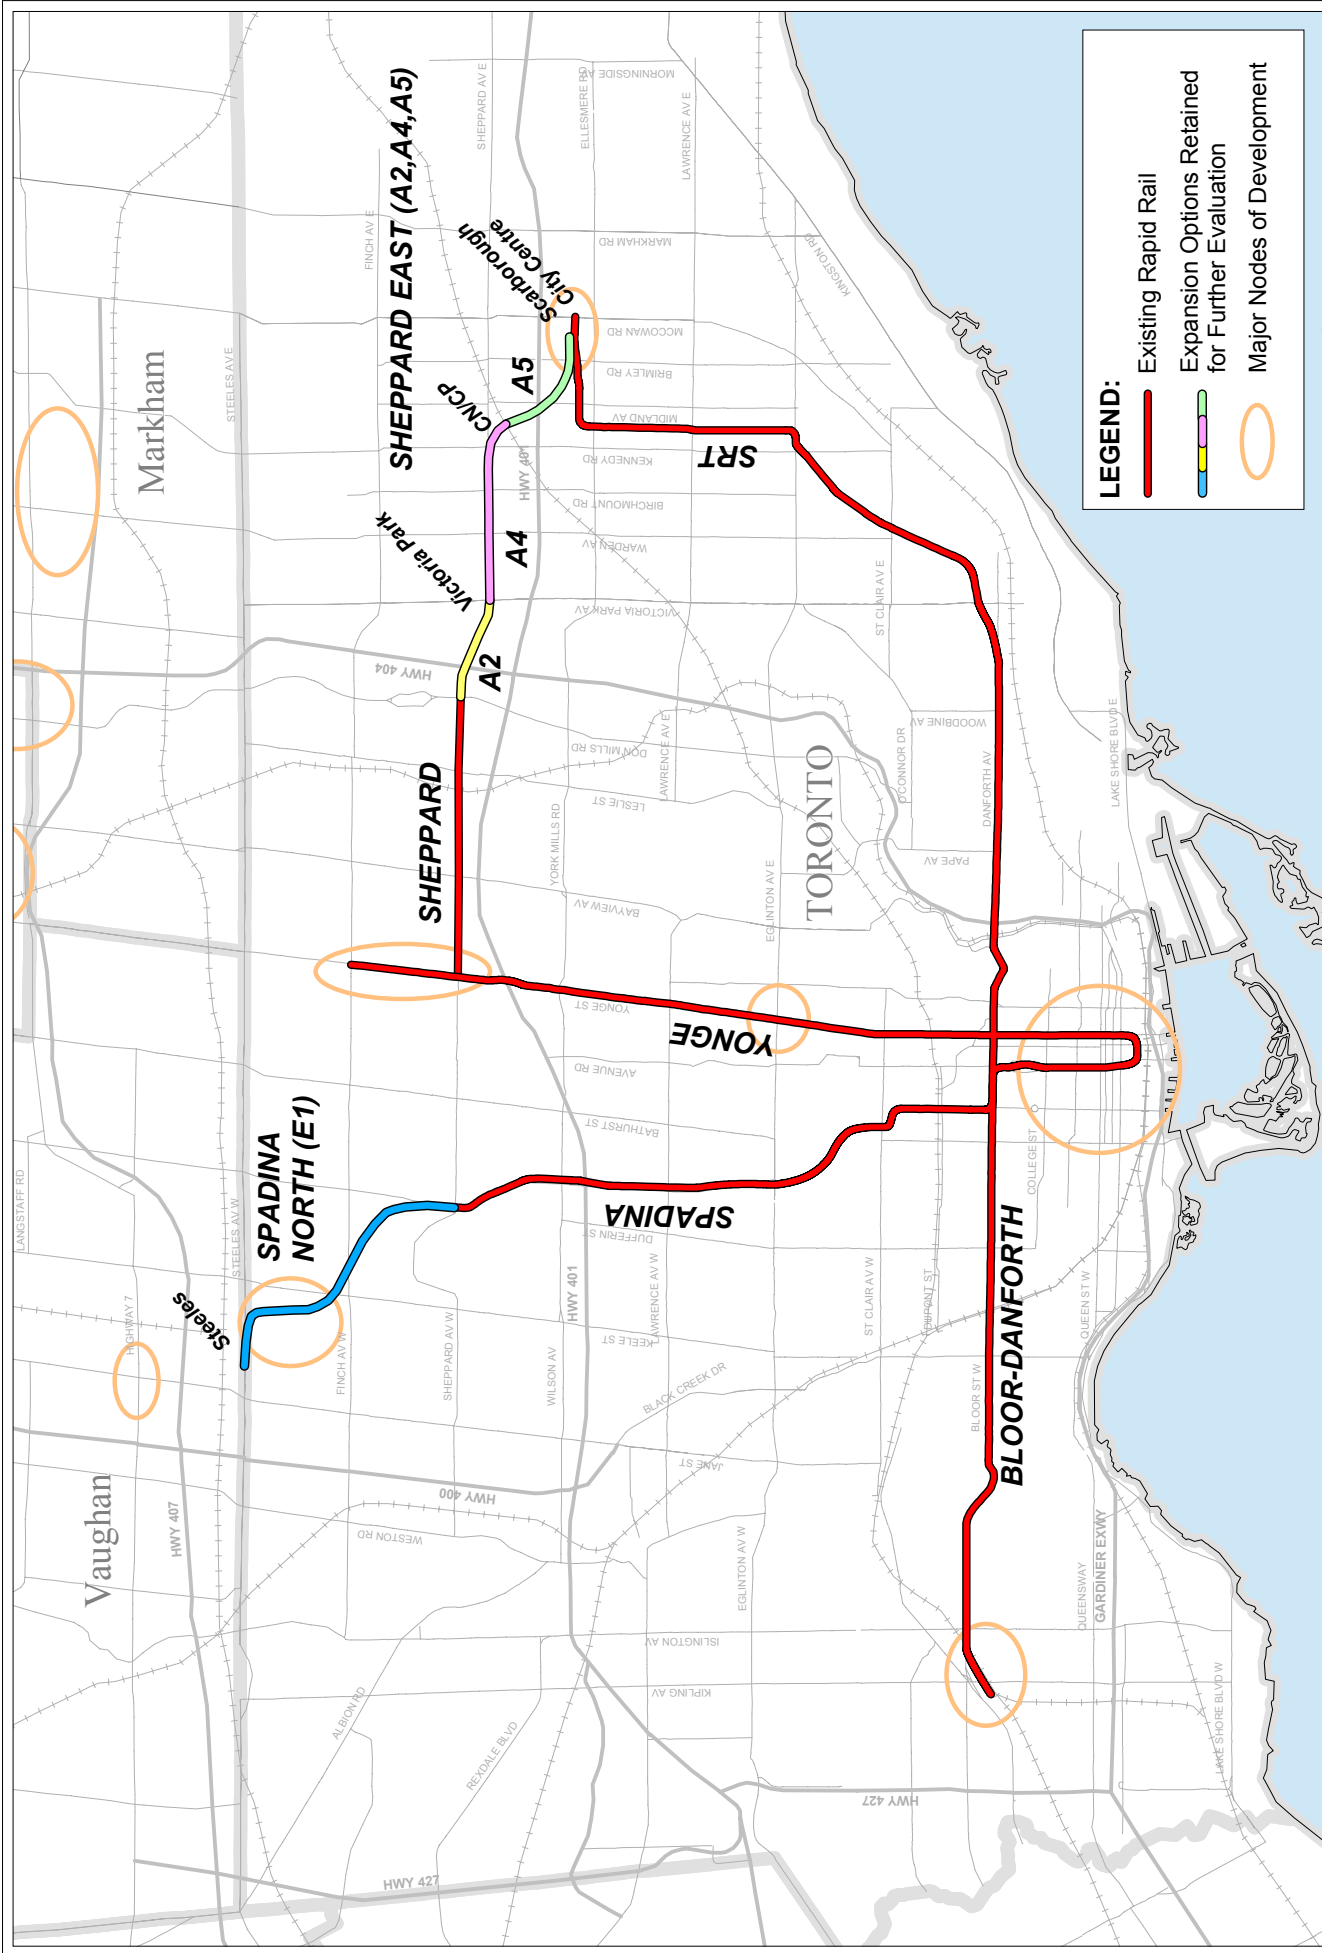 Markham
Vaughan
TORONTO
SHEPPARD EAST (A2,A4,A5)
Scarborough
City Centre
CN/CP
Victoria Park
A5
A4
A2
SHEPPARD
SRT
YONGE
SPADINA
NORTH (E1)
Steeles
SPADINA
BLOOR-DANFORTH
LANGSTAFF RD
HIGHWAY 7
HWY 407
STEELES AV W
STEELES AV E
FINCH AV W
FINCH AV E
SHEPPARD AV W
SHEPPARD AV E
WILSON AV
YORK MILLS RD
ELLESMERE RD
HWY 401
HWY 401
LAWRENCE AV W
LAWRENCE AV E
LAWRENCE AV E
EGLINTON AV W
EGLINTON AV E
ST CLAIR AV W
ST CLAIR AV E
DUPONT ST
O'CONNOR DR
BLOOR ST W
DANFORTH AV
COLLEGE ST
QUEEN ST W
QUEENSWAY
GARDINER EXWY
LAKE SHORE BLVD W
LAKE SHORE BLVD E
HWY 427
HWY 427
ALBION RD
REXDALE BLVD
KIPLING AV
ISLINGTON AV
WESTON RD
HWY 400
JANE ST
BLACK CREEK DR
KEELE ST
DUFFERIN ST
BATHURST ST
AVENUE RD
YONGE ST
BAYVIEW AV
LESLIE ST
DON MILLS RD
HWY 404
PAPE AV
WOODBINE AV
VICTORIA PARK AV
WARDEN AV
BIRCHMOUNT RD
KENNEDY RD
MIDLAND AV
BRIMLEY RD
MCCOWAN RD
MARKHAM RD
MORNINGSIDE AV
KINGSTON RD
LEGEND:
Existing Rapid Rail
Expansion Options Retained
for Further Evaluation
Major Nodes of Development